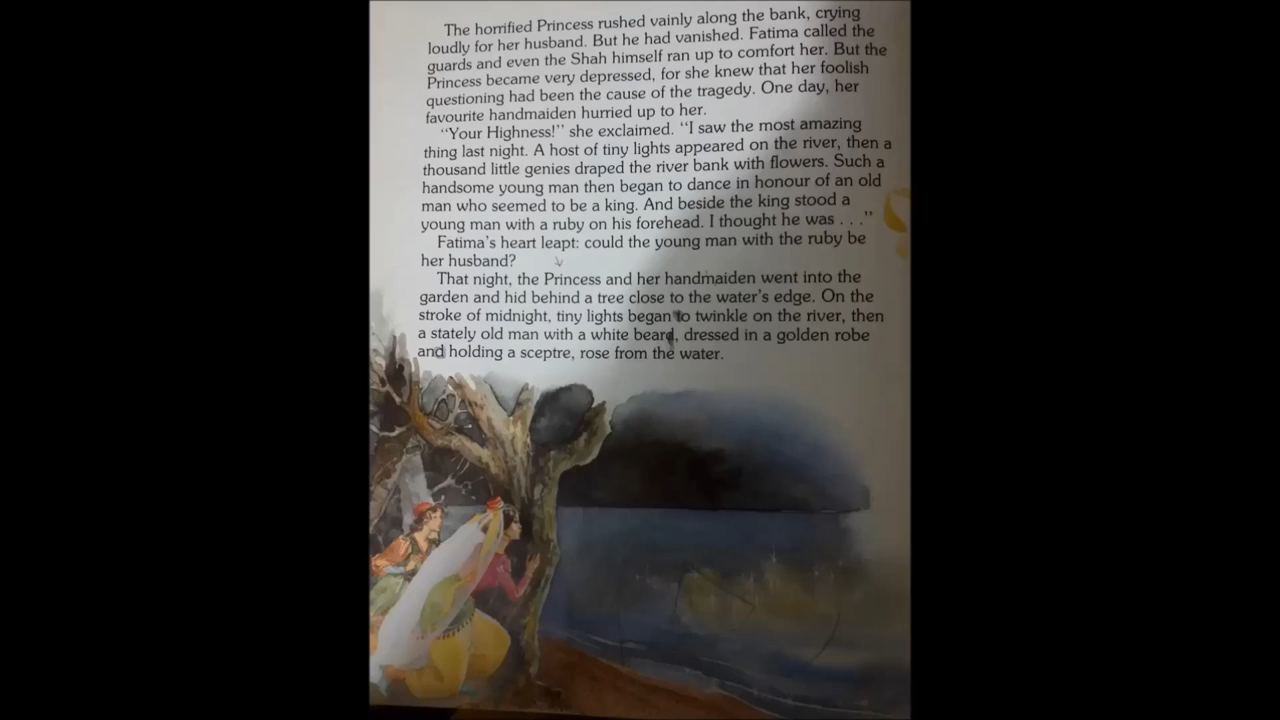 The horrified Princess rushed vainly along the bank, crying
loudly for her husband. But he had vanished. Fatima called the
guards and even the Shah himself ran up to comfort her. But the
Princess became very depressed, for she knew that her foolish
questioning had been the cause of the tragedy. One day, her
favourite handmaiden hurried up to her.
“Your Highness!” she exclaimed. “I saw the most amazing
thing last night. A host of tiny lights appeared on the river, then a
thousand little genies draped the river bank with flowers. Such a
handsome young man then began to dance in honour of an old
man who seemed to be a king. And beside the king stood a
young man with a ruby on his forehead. I thought he was . . .”
Fatima's heart leapt: could the young man with the ruby be
her husband?
That night, the Princess and her handmaiden went into the
garden and hid behind a tree close to the water's edge. On the
stroke of midnight, tiny lights began to twinkle on the river, then
a stately old man with a white beard, dressed in a golden robe
and holding a sceptre, rose from the water.